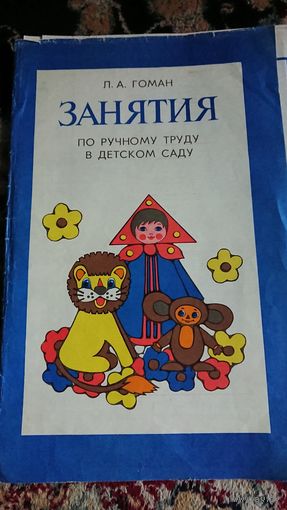 Л. А. ГОМАН
ЗАНЯТИЯ
ПО РУЧНОМУ ТРУДУ
В ДЕТСКОМ САДУ